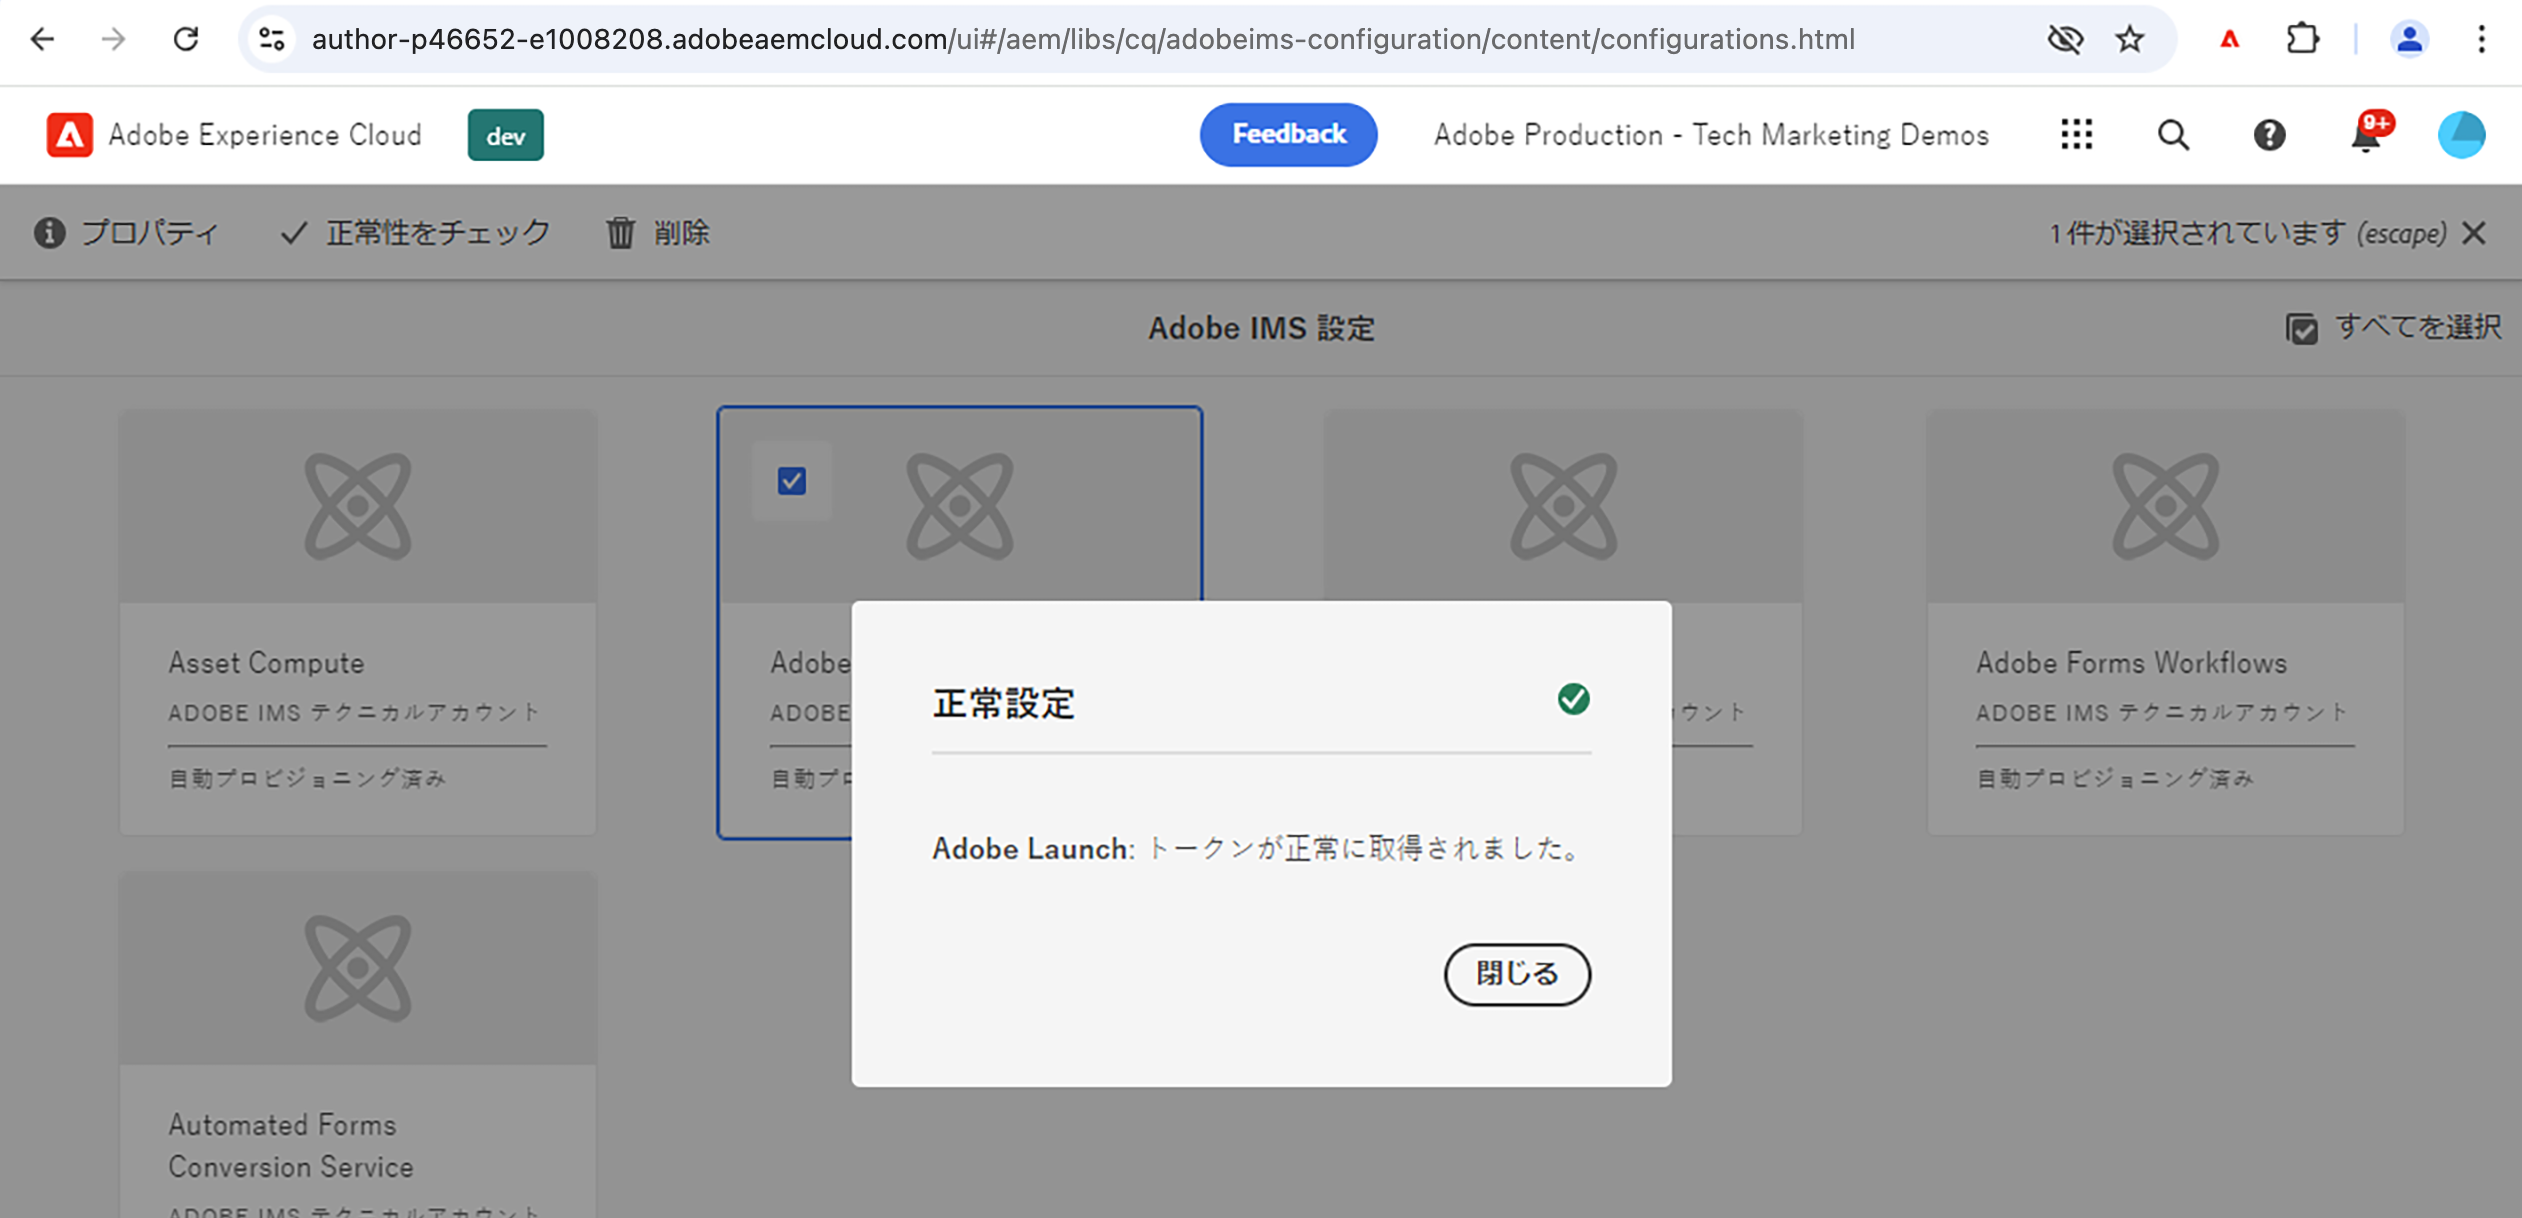 author-p46652-e1008208.adobeaemcloud.com/ui#/aem/libs/cq/adobeims-configuration/content/configurations.html
Adobe Experience Cloud dev Feedback Adobe Production - Tech Marketing Demos 9+
プロパティ 正常性をチェック 削除 1 件が選択されています (escape)
Adobe IMS 設定 すべてを選択
Asset Compute
ADOBE IMS テクニカルアカウント
自動プロビジョニング済み
Adobe
ADOBE
自動プロ
ウント
Adobe Forms Workflows
ADOBE IMS テクニカルアカウント
自動プロビジョニング済み
正常設定
Adobe Launch: トークンが正常に取得されました。
閉じる
Automated Forms
Conversion Service
ADOBE IMS テクニカルアカウント